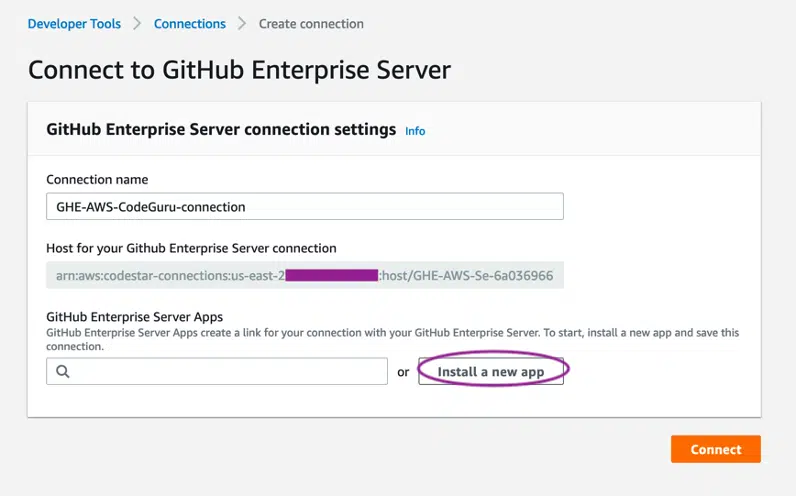 Developer Tools > Connections > Create connection
Connect to GitHub Enterprise Server
GitHub Enterprise Server connection settings Info
Connection name
GHE-AWS-CodeGuru-connection
Host for your Github Enterprise Server connection
arn:aws:codestar-connections:us-east-2 :host/GHE-AWS-Se-6a036966
GitHub Enterprise Server Apps
GitHub Enterprise Server Apps create a link for your connection with your GitHub Enterprise Server. To start, install a new app and save this
connection.
or Install a new app
Connect